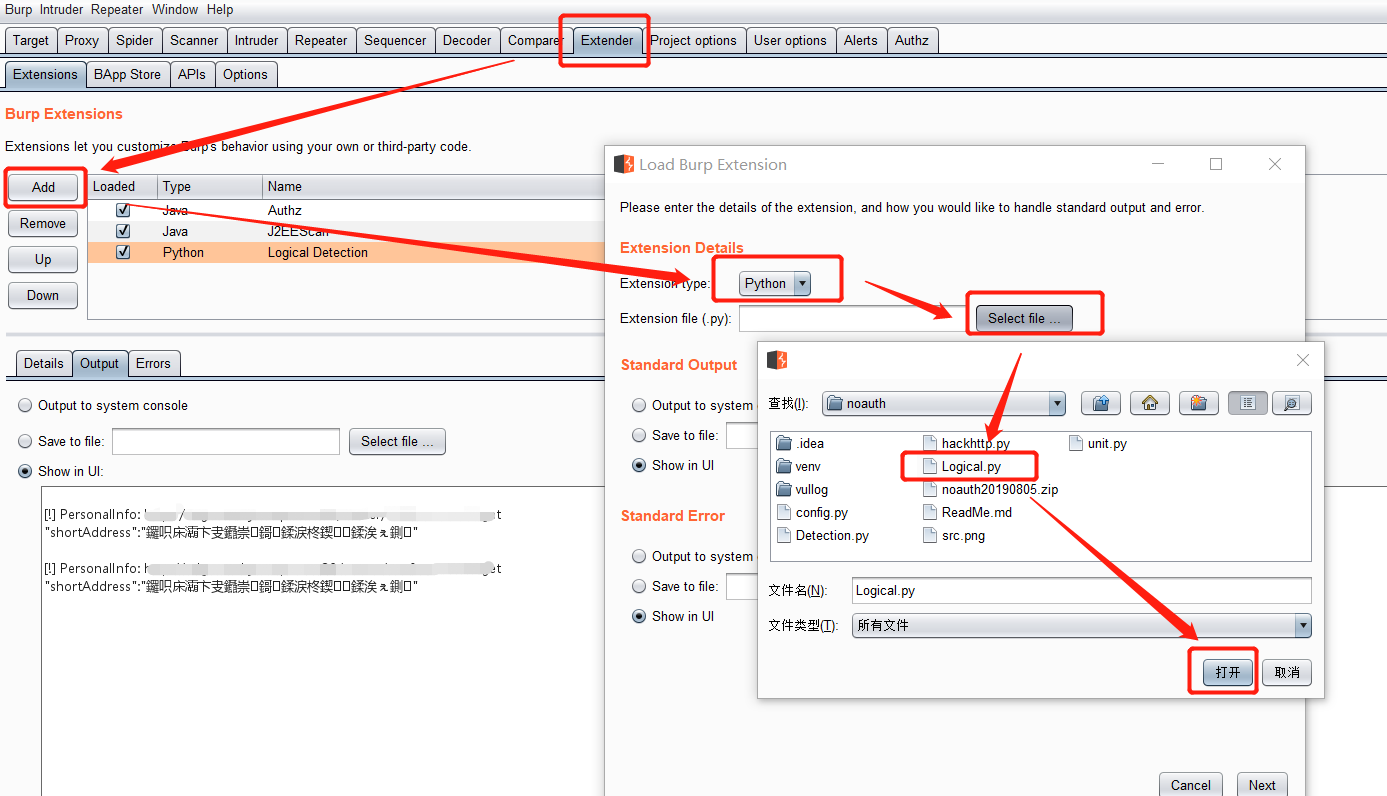 Burp Intruder Repeater Window Help
Target Proxy Spider Scanner Intruder Repeater Sequencer Decoder Comparer Extender Project options User options Alerts Authz
Extensions BApp Store APIs Options
Burp Extensions
Extensions let you customize Burp's behavior using your own or third-party code.
Add
Remove
Up
Down
Loaded Type Name
Java Authz
Java J2EEScan
Python Logical Detection
Details Output Errors
Output to system console
Save to file: Select file ...
Show in UI:
[!] PersonalInfo:
"shortAddress":"
[!] PersonalInfo:
"shortAddress":"
Load Burp Extension
Please enter the details of the extension, and how you would like to handle standard output and error.
Extension Details
Extension type: Python
Extension file (.py): Select file ...
Standard Output
Output to system
Save to file:
Show in UI
Standard Error
Output to system
Save to file:
Show in UI
Cancel Next
查找(I): noauth
.idea hackhttp.py unit.py
venv Logical.py
vullog noauth20190805.zip
config.py ReadMe.md
Detection.py src.png
文件名(N): Logical.py
文件类型(T): 所有文件
打开 取消